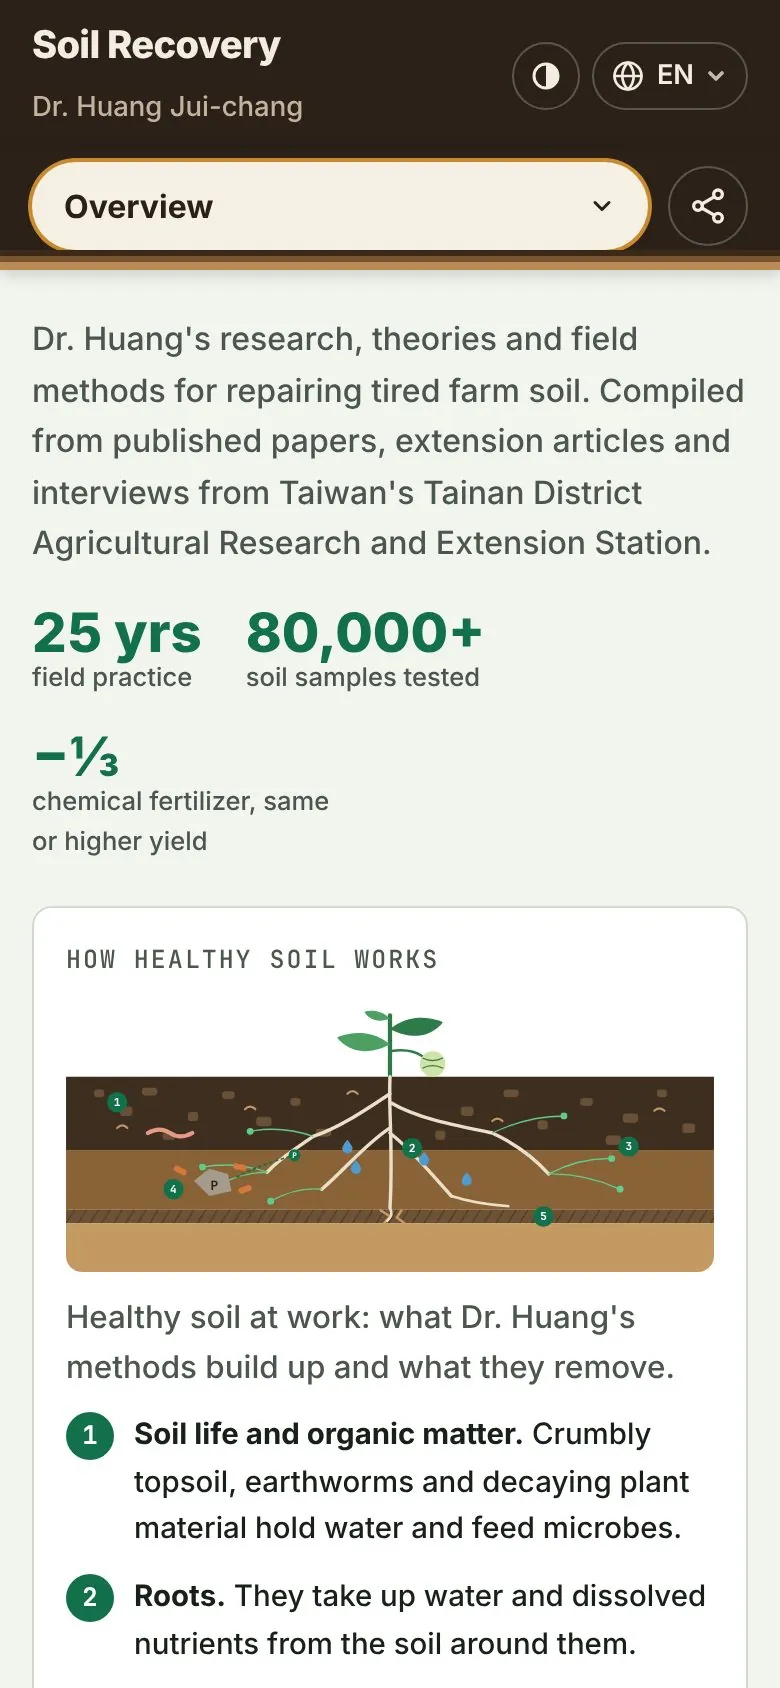 Soil Recovery
Dr. Huang Jui-chang
EN
Overview
Dr. Huang's research, theories and field
methods for repairing tired farm soil. Compiled
from published papers, extension articles and
interviews from Taiwan's Tainan District
Agricultural Research and Extension Station.
25 yrs
field practice
80,000+
soil samples tested
−⅓
chemical fertilizer, same
or higher yield
HOW HEALTHY SOIL WORKS
1
2
3
P
4
P
5
Healthy soil at work: what Dr. Huang's
methods build up and what they remove.
1 Soil life and organic matter. Crumbly
topsoil, earthworms and decaying plant
material hold water and feed microbes.
2 Roots. They take up water and dissolved
nutrients from the soil around them.